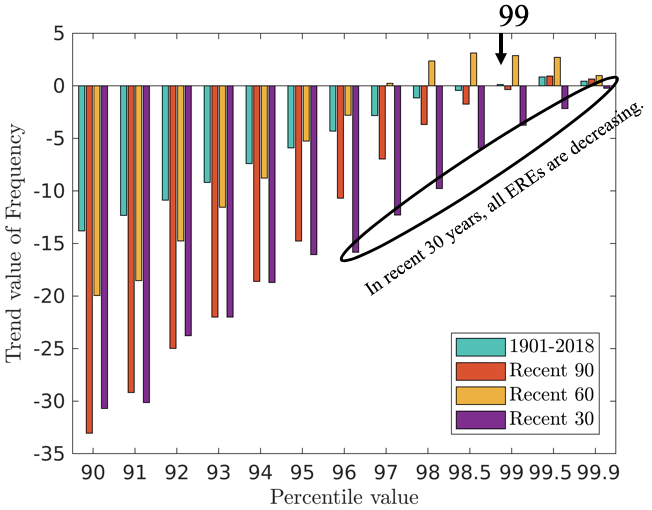 99
5
0
-5
-10
-15
-20
-25
-30
-35
Trend value of Frequency
In recent 30 years, all EREs are decreasing.
1901-2018
Recent 90
Recent 60
Recent 30
90 91 92 93 94 95 96 97 98 98.5 99 99.5 99.9
Percentile value